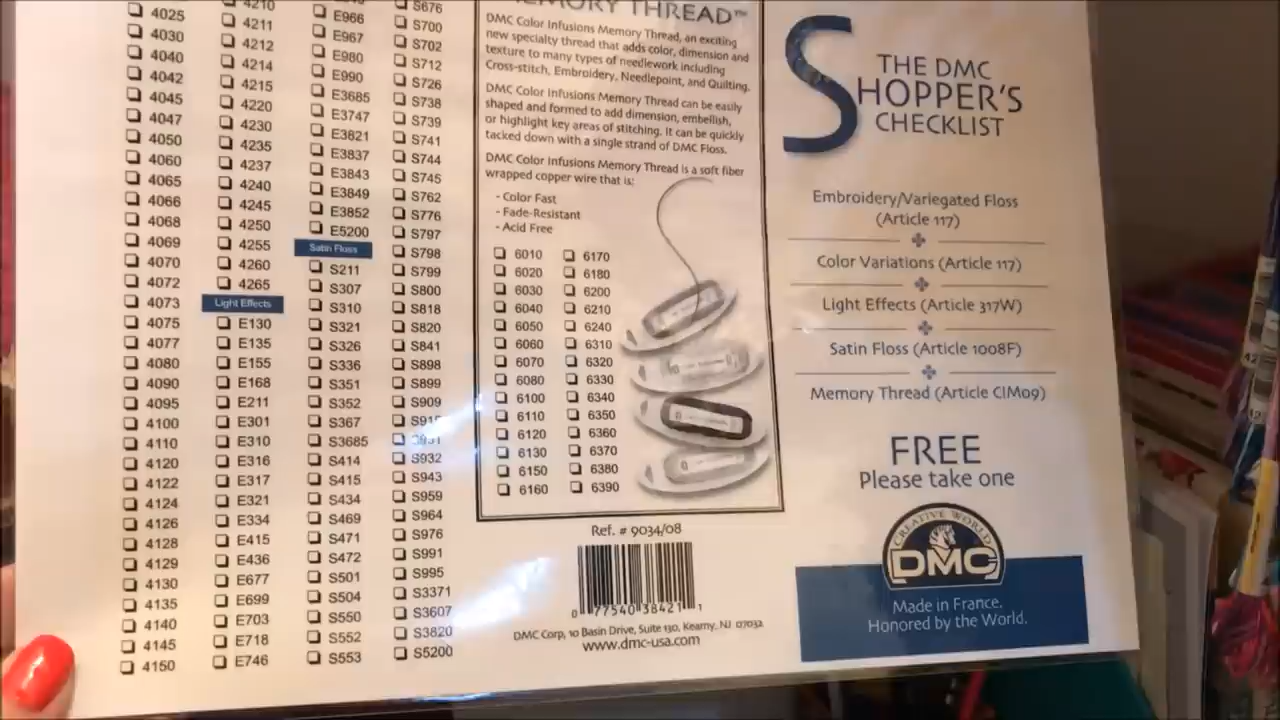 4025
4030
4040
4042
4045
4047
4050
4060
4065
4066
4068
4069
4070
4072
4073
4075
4077
4080
4090
4095
4100
4110
4120
4122
4124
4126
4128
4129
4130
4135
4140
4145
4150
4210
4211
4212
4214
4215
4220
4230
4235
4237
4240
4245
4250
4255
4260
4265
Light Effects
E130
E135
E155
E168
E211
E301
E310
E316
E317
E321
E334
E415
E436
E677
E699
E703
E718
E746
E966
E967
E980
E990
E3685
E3747
E3821
E3837
E3843
E3849
E3852
E5200
Satin Floss
S211
S307
S310
S321
S326
S336
S351
S352
S367
S3685
S414
S415
S434
S469
S471
S472
S501
S504
S550
S552
S553
S676
S700
S702
S712
S726
S738
S739
S741
S744
S745
S762
S776
S797
S798
S799
S800
S818
S820
S841
S898
S899
S909
S931
S932
S943
S959
S964
S976
S991
S995
S3371
S3607
S3820
S5200
MEMORY THREAD™
DMC Color Infusions Memory Thread, an exciting
new specialty thread that adds color, dimension and
texture to many types of needlework including
Cross-stitch, Embroidery, Needlepoint, and Quilting.
DMC Color Infusions Memory Thread can be easily
shaped and formed to add dimension, embellish,
or highlight key areas of stitching. It can be quickly
tacked down with a single strand of DMC Floss.
DMC Color Infusions Memory Thread is a soft fiber
wrapped copper wire that is:
- Color Fast
- Fade-Resistant
- Acid Free
6010 6170
6020 6180
6030 6200
6040 6210
6050 6240
6060 6310
6070 6320
6080 6330
6100 6340
6110 6350
6120 6360
6130 6370
6150 6380
6160 6390
Ref. # 9034/08
0 77540 38421 1
DMC Corp, 10 Basin Drive, Suite 130, Kearny, NJ 07032
www.dmc-usa.com
THE DMC
SHOPPER'S
CHECKLIST
Embroidery/Variegated Floss
(Article 117)
Color Variations (Article 117)
Light Effects (Article 317W)
Satin Floss (Article 1008F)
Memory Thread (Article CIM09)
FREE
Please take one
CREATIVE WORLD
DMC
Made in France.
Honored by the World.